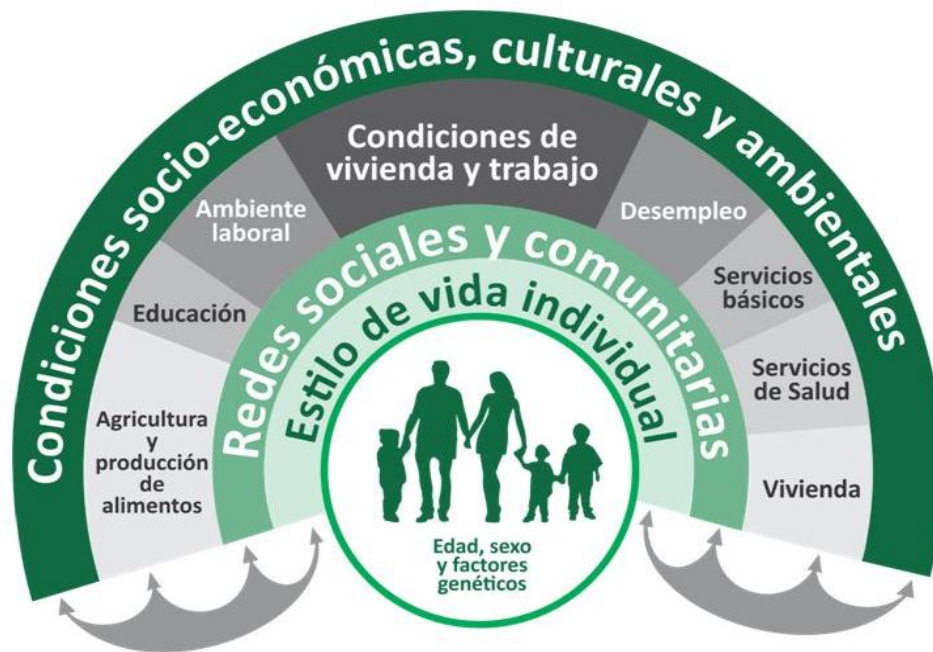 Condiciones socio-económicas, culturales y ambientales
Condiciones de
vivienda y trabajo
Ambiente
laboral
Desempleo
Educación
Servicios
básicos
Agricultura
y
producción
de
alimentos
Servicios
de Salud
Vivienda
Redes sociales y comunitarias
Estilo de vida individual
Edad, sexo
y factores
genéticos